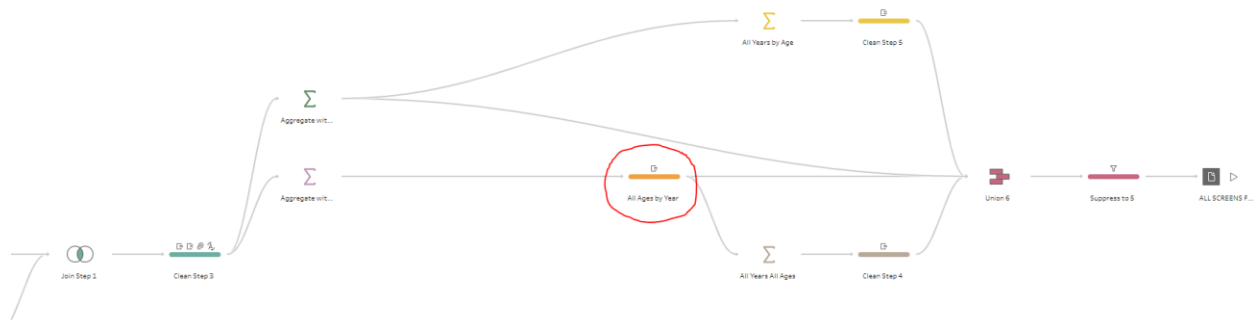 All Years by Age
Clean Step 5
Aggregate wit...
Aggregate wit...
All Ages by Year
Union 6
Suppress to 5
ALL SCREENS F...
Join Step 1
Clean Step 3
All Years All Ages
Clean Step 4